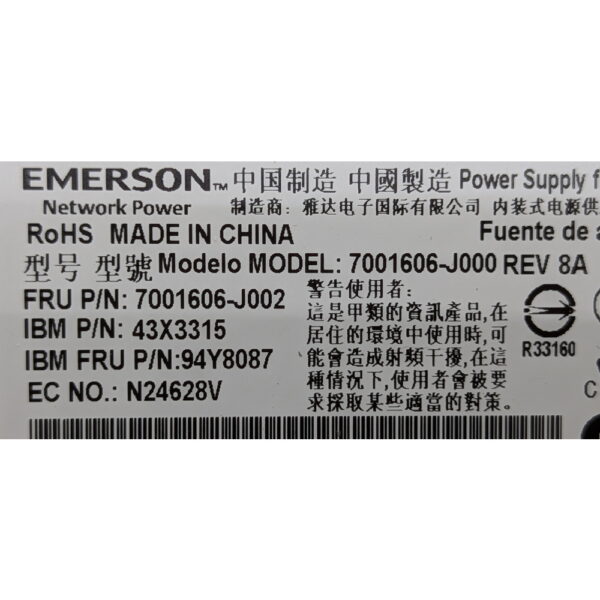 EMERSON™ 中国制造 中國製造 Power Supply f
Network Power 制造商: 雅达电子国际有限公司 内装式电源供
RoHS MADE IN CHINA Fuente de a
型号 型號 Modelo MODEL: 7001606-J000 REV 8A
FRU P/N: 7001606-J002
IBM P/N: 43X3315
IBM FRU P/N:94Y8087
EC NO.: N24628V
警告使用者:
這是甲類的資訊產品,在
居住的環境中使用時,可
能會造成射頻干擾,在這
種情況下,使用者會被要
求採取某些適當的對策。
R33160
C